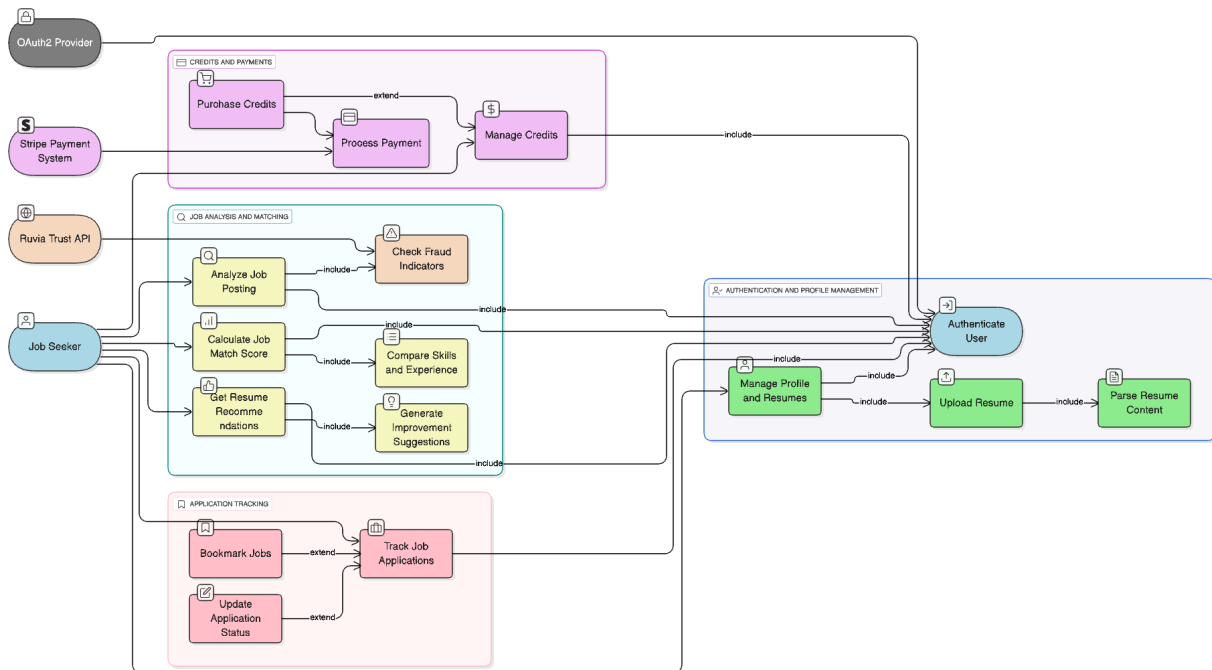 OAuth2 Provider
CREDITS AND PAYMENTS
Purchase Credits
extend
Manage Credits
include
Process Payment
S
Stripe Payment
System
JOB ANALYSIS AND MATCHING
Ruvia Trust API
Check Fraud
Indicators
Analyze Job
Posting
include
include
Job Seeker
Calculate Job
Match Score
include
include
Compare Skills
and Experience
Get Resume
Recomme
ndations
include
Generate
Improvement
Suggestions
include
AUTHENTICATION AND PROFILE MANAGEMENT
Authenticate
User
include
Manage Profile
and Resumes
include
include
Upload Resume
include
Parse Resume
Content
APPLICATION TRACKING
Bookmark Jobs
extend
Track Job
Applications
Update
Application
Status
extend